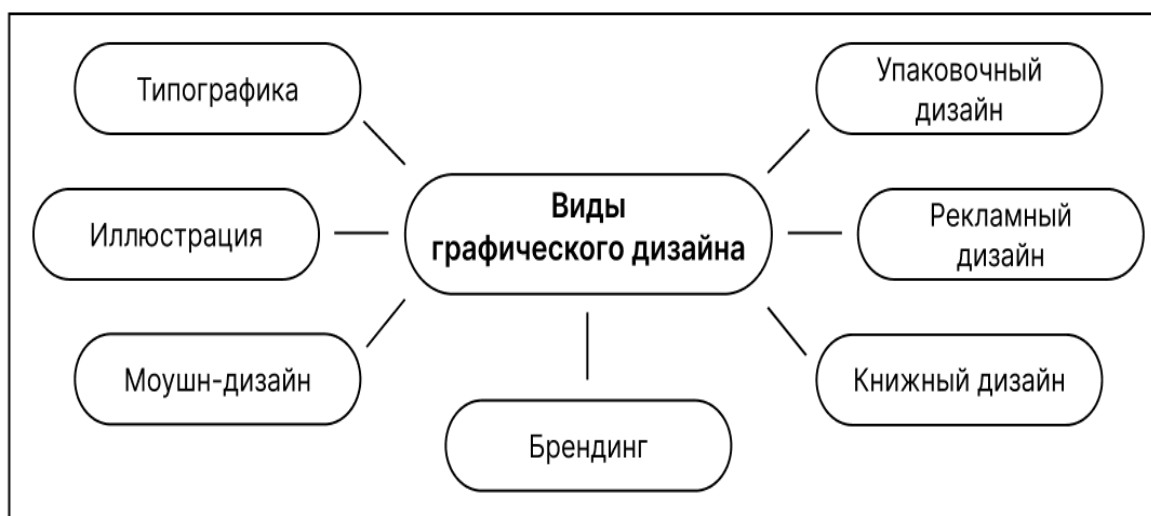 Типографика
Упаковочный
дизайн
Виды
графического дизайна
Иллюстрация
Рекламный
дизайн
Моушн-дизайн
Книжный дизайн
Брендинг